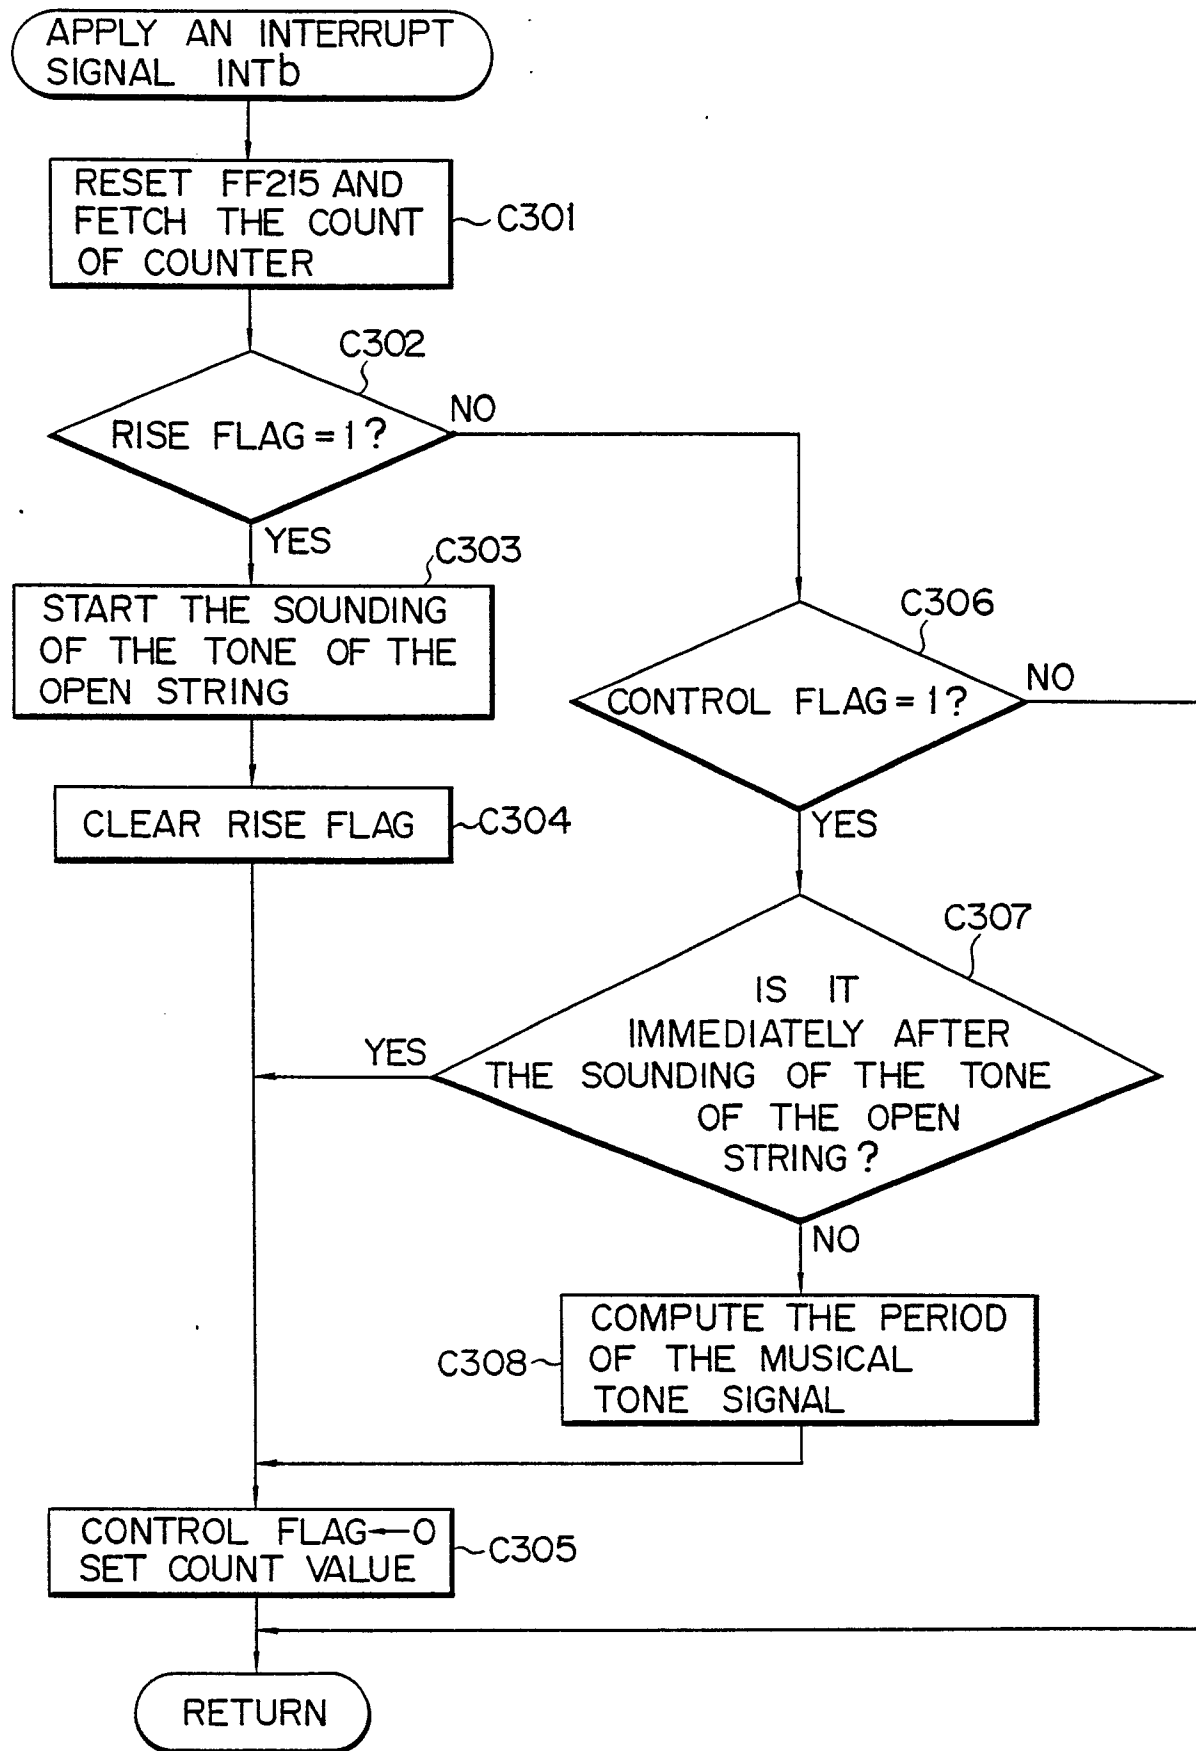 APPLY AN INTERRUPT
SIGNAL INTb
RESET FF215 AND
FETCH THE COUNT
OF COUNTER
C301
C302
RISE FLAG=1?
NO
YES
C303
START THE SOUNDING
OF THE TONE OF THE
OPEN STRING
CLEAR RISE FLAG
C304
C306
CONTROL FLAG=1?
NO
YES
C307
IS IT
IMMEDIATELY AFTER
THE SOUNDING OF THE TONE
OF THE OPEN
STRING?
YES
NO
COMPUTE THE PERIOD
OF THE MUSICAL
TONE SIGNAL
C308
CONTROL FLAG←0
SET COUNT VALUE
C305
RETURN